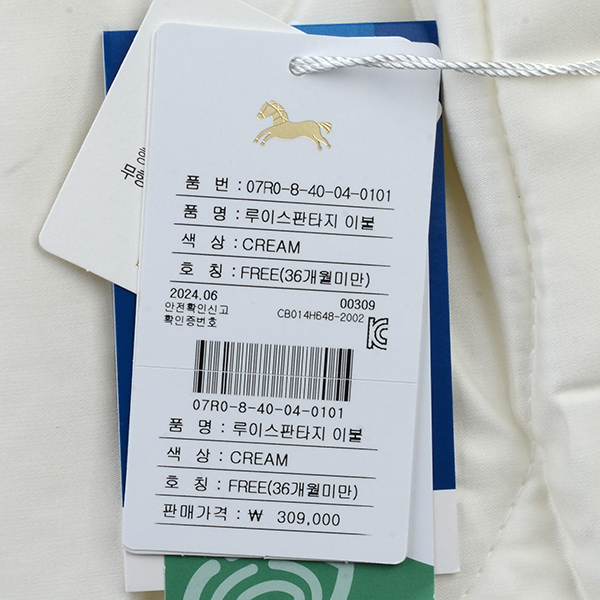 품 번 : 07R0-8-40-04-0101
품 명 : 루이스판타지 이불
색 상 : CREAM
호 칭 : FREE(36개월미만)
2024.06 00309
안전확인신고
확인증번호 CB014H648-2002
07R0-8-40-04-0101
품 명 : 루이스판타지 이불
색 상 : CREAM
호 칭 : FREE(36개월미만)
판매가격 : ₩ 309,000